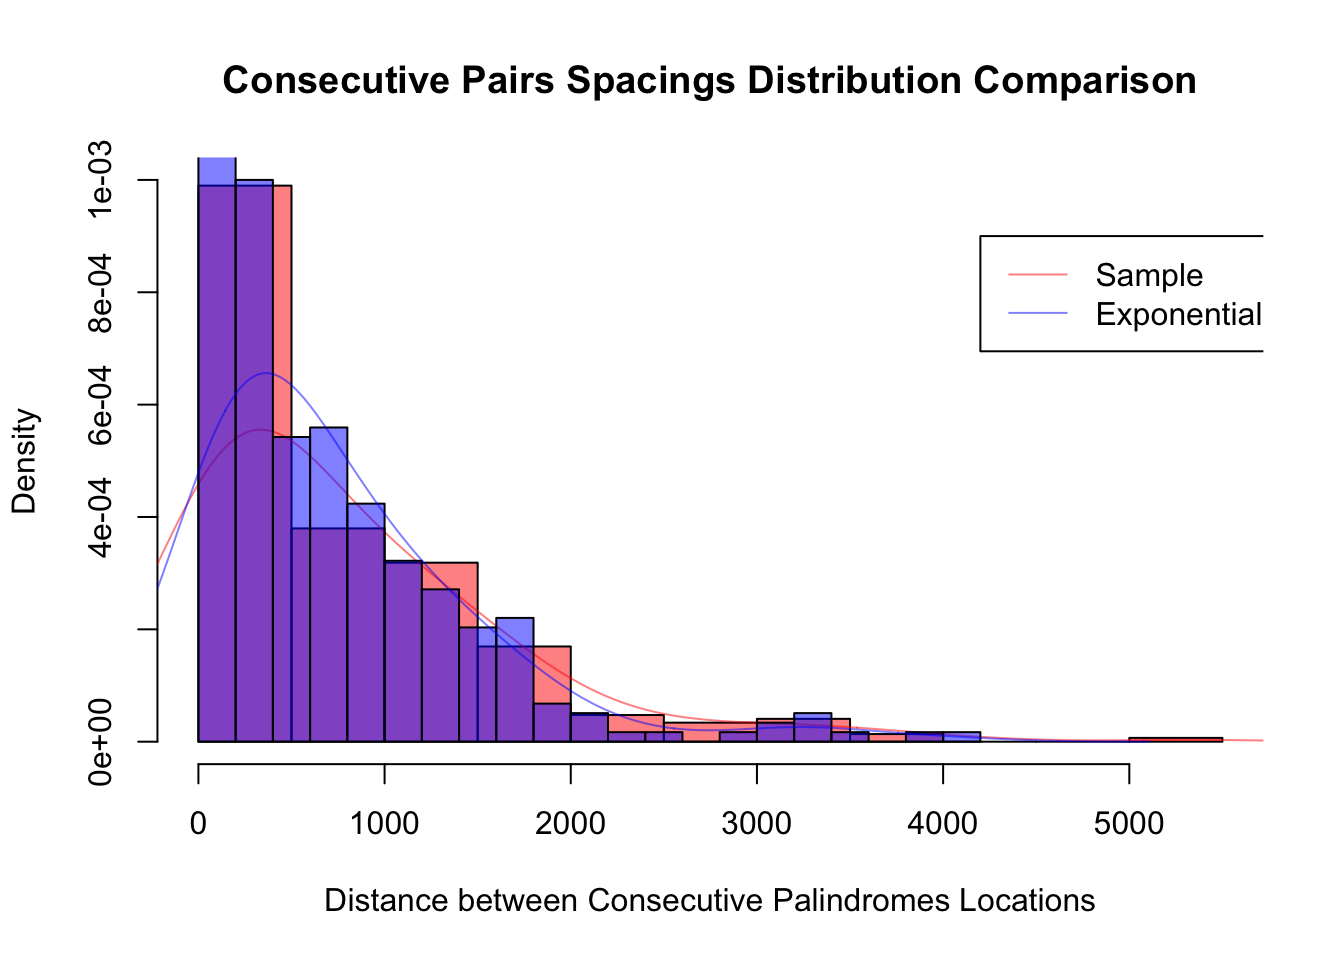 Consecutive Pairs Spacings Distribution Comparison
1e-03
8e-04
6e-04
4e-04
0e+00
Density
Sample
Exponential
0 1000 2000 3000 4000 5000
Distance between Consecutive Palindromes Locations